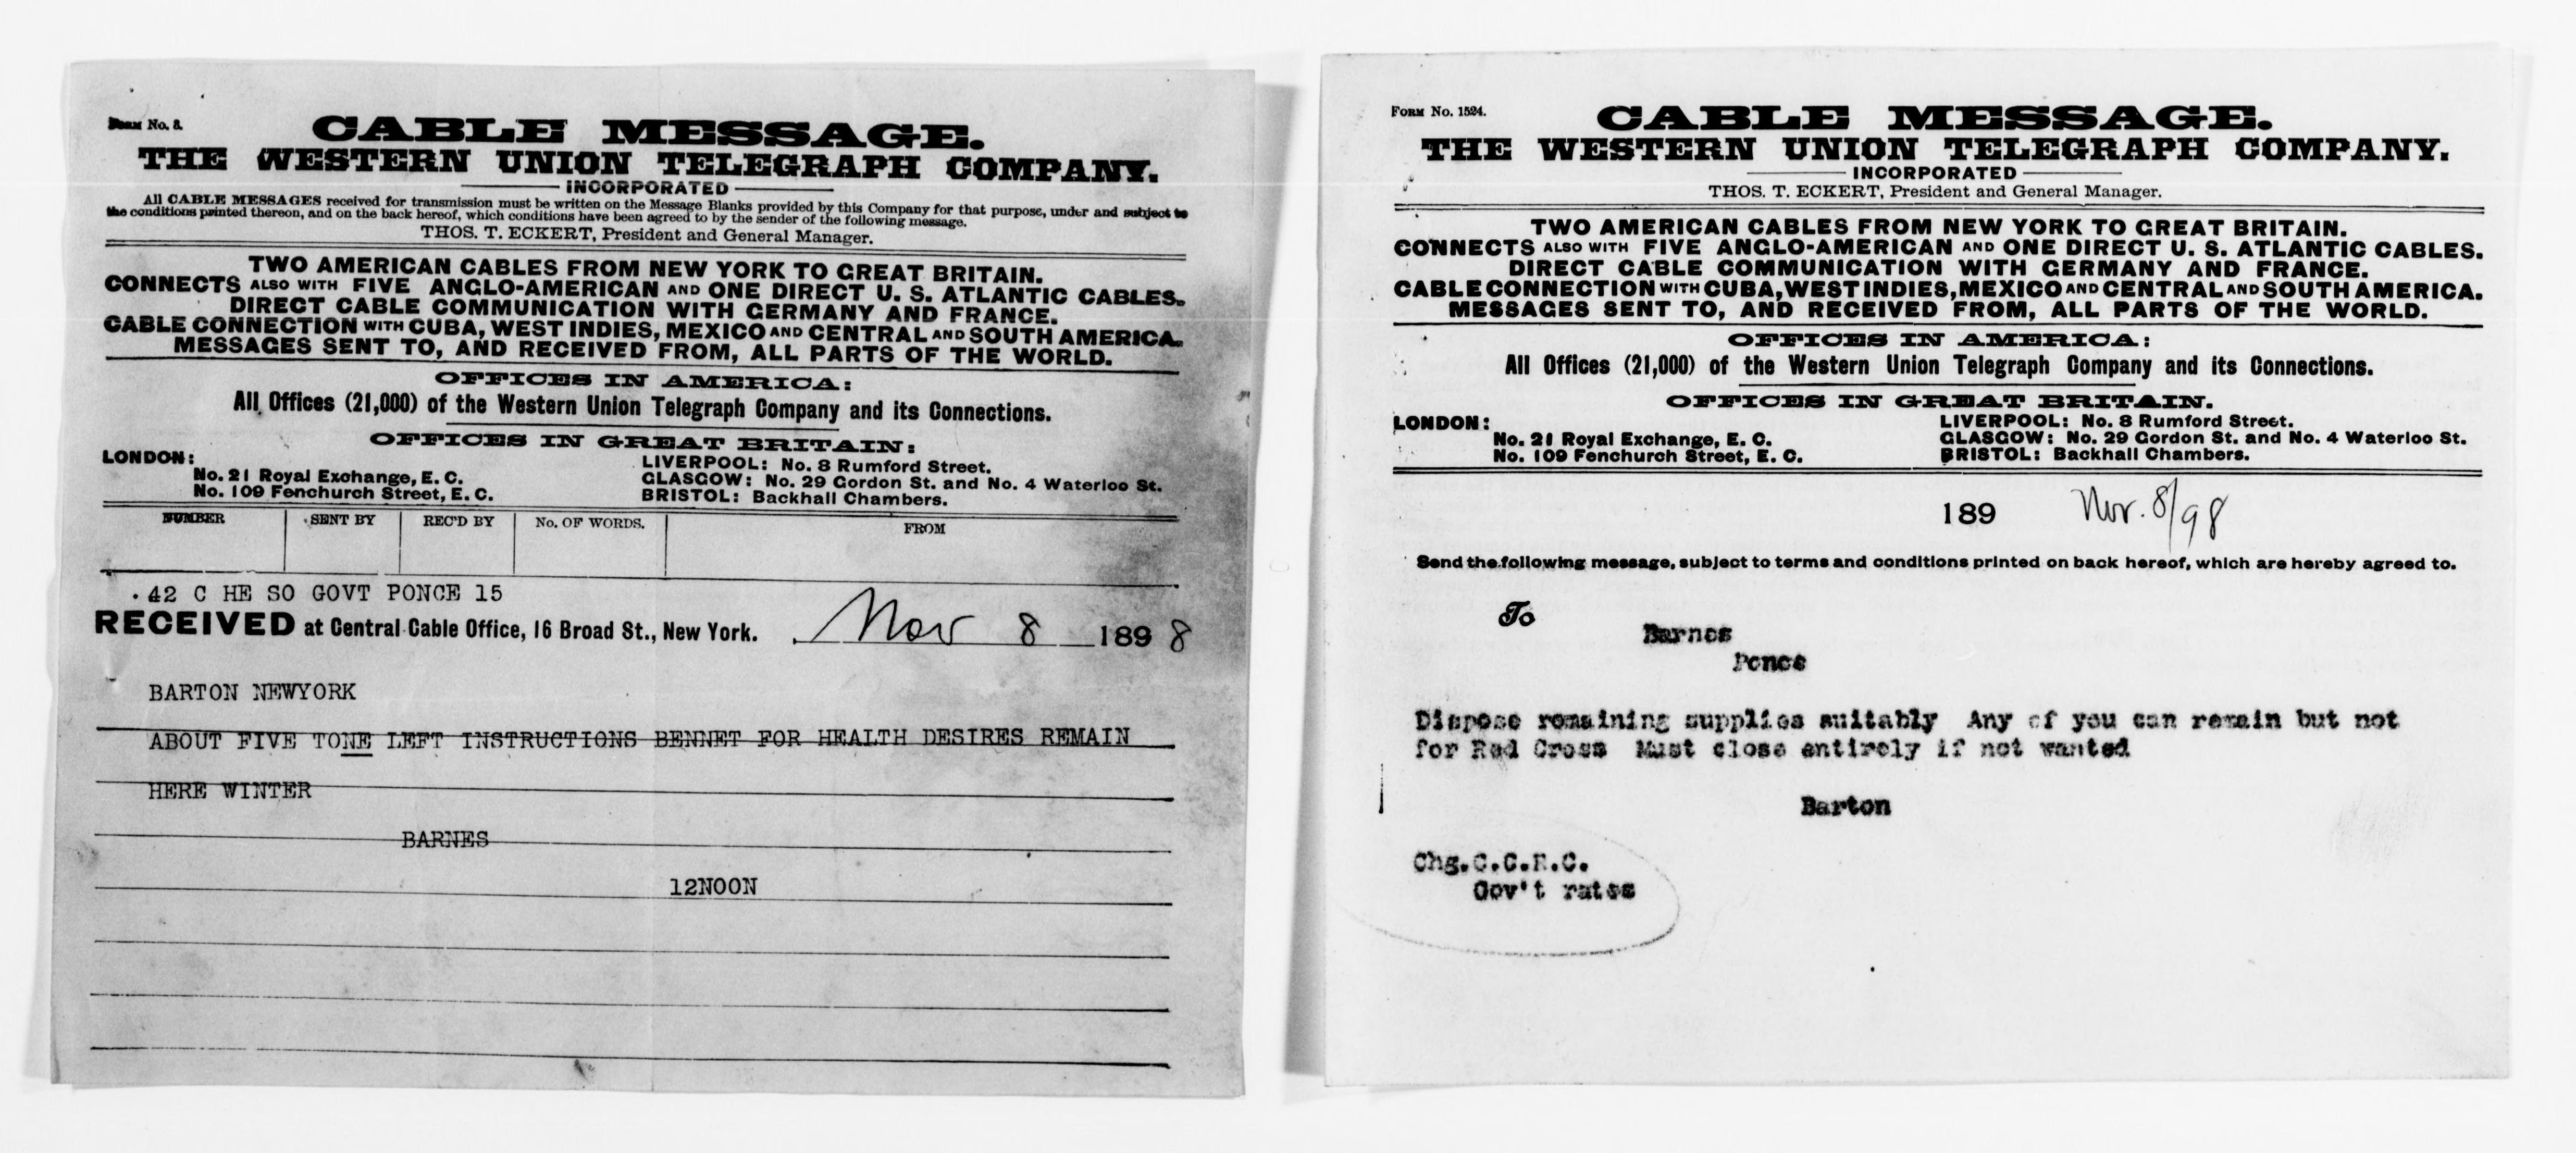 Form No. 8.
CABLE MESSAGE.
THE WESTERN UNION TELEGRAPH COMPANY.
INCORPORATED
All CABLE MESSAGES received for transmission must be written on the Message Blanks provided by this Company for that purpose, under and subject to
the conditions printed thereon, and on the back hereof, which conditions have been agreed to by the sender of the following message.
THOS. T. ECKERT, President and General Manager.
TWO AMERICAN CABLES FROM NEW YORK TO GREAT BRITAIN.
CONNECTS ALSO WITH FIVE ANGLO-AMERICAN AND ONE DIRECT U. S. ATLANTIC CABLES.
DIRECT CABLE COMMUNICATION WITH GERMANY AND FRANCE.
CABLE CONNECTION WITH CUBA, WEST INDIES, MEXICO AND CENTRAL AND SOUTH AMERICA.
MESSAGES SENT TO, AND RECEIVED FROM, ALL PARTS OF THE WORLD.
OFFICES IN AMERICA:
All Offices (21,000) of the Western Union Telegraph Company and its Connections.
OFFICES IN GREAT BRITAIN:
LONDON:
No. 21 Royal Exchange, E. C.
No. 109 Fenchurch Street, E. C.
LIVERPOOL: No. 8 Rumford Street.
GLASGOW: No. 29 Gordon St. and No. 4 Waterloo St.
BRISTOL: Backhall Chambers.
NUMBER SENT BY REC'D BY No. OF WORDS. FROM
42 C HE SO GOVT PONCE 15
RECEIVED at Central Cable Office, 16 Broad St., New York. Nov 8 1898
BARTON NEWYORK
ABOUT FIVE TONE LEFT INSTRUCTIONS BENNET FOR HEALTH DESIRES REMAIN
HERE WINTER
BARNES
12NOON
Form No. 1524.
CABLE MESSAGE.
THE WESTERN UNION TELEGRAPH COMPANY.
INCORPORATED
THOS. T. ECKERT, President and General Manager.
TWO AMERICAN CABLES FROM NEW YORK TO GREAT BRITAIN.
CONNECTS ALSO WITH FIVE ANGLO-AMERICAN AND ONE DIRECT U. S. ATLANTIC CABLES.
DIRECT CABLE COMMUNICATION WITH GERMANY AND FRANCE.
CABLE CONNECTION WITH CUBA, WEST INDIES, MEXICO AND CENTRAL AND SOUTH AMERICA.
MESSAGES SENT TO, AND RECEIVED FROM, ALL PARTS OF THE WORLD.
OFFICES IN AMERICA:
All Offices (21,000) of the Western Union Telegraph Company and its Connections.
OFFICES IN GREAT BRITAIN.
LONDON:
No. 21 Royal Exchange, E. C.
No. 109 Fenchurch Street, E. C.
LIVERPOOL: No. 8 Rumford Street.
GLASGOW: No. 29 Gordon St. and No. 4 Waterloo St.
BRISTOL: Backhall Chambers.
189 Nov. 8/98
Send the following message, subject to terms and conditions printed on back hereof, which are hereby agreed to.
To
Barnes
Ponce
Dispose remaining supplies suitably Any of you can remain but not
for Red Cross Must close entirely if not wanted
Barton
Chg.C.C.R.C.
Gov't rates